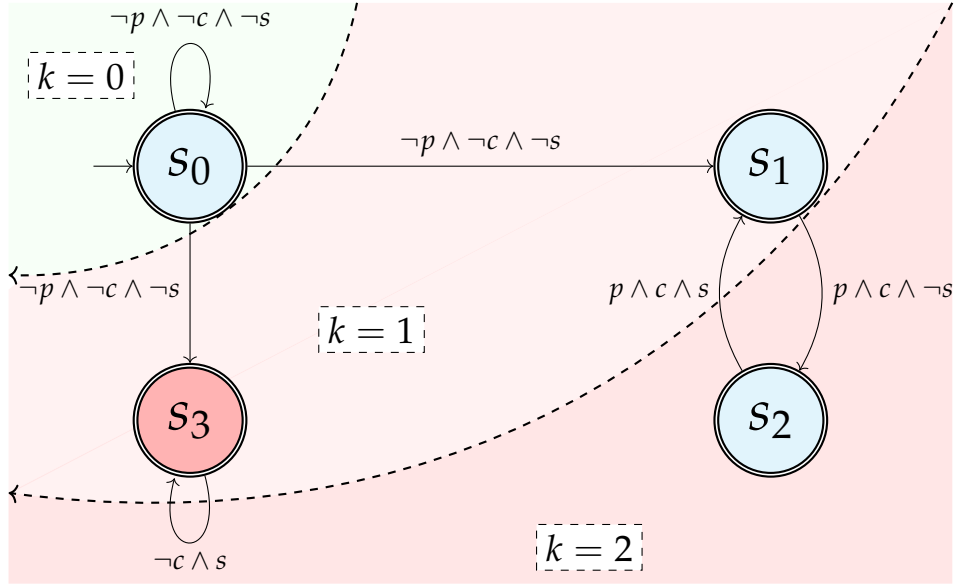 ¬p ∧ ¬c ∧ ¬s
k = 0
s₀
¬p ∧ ¬c ∧ ¬s
s₁
¬p ∧ ¬c ∧ ¬s
p ∧ c ∧ s
p ∧ c ∧ ¬s
k = 1
s₃
s₂
¬c ∧ s
k = 2